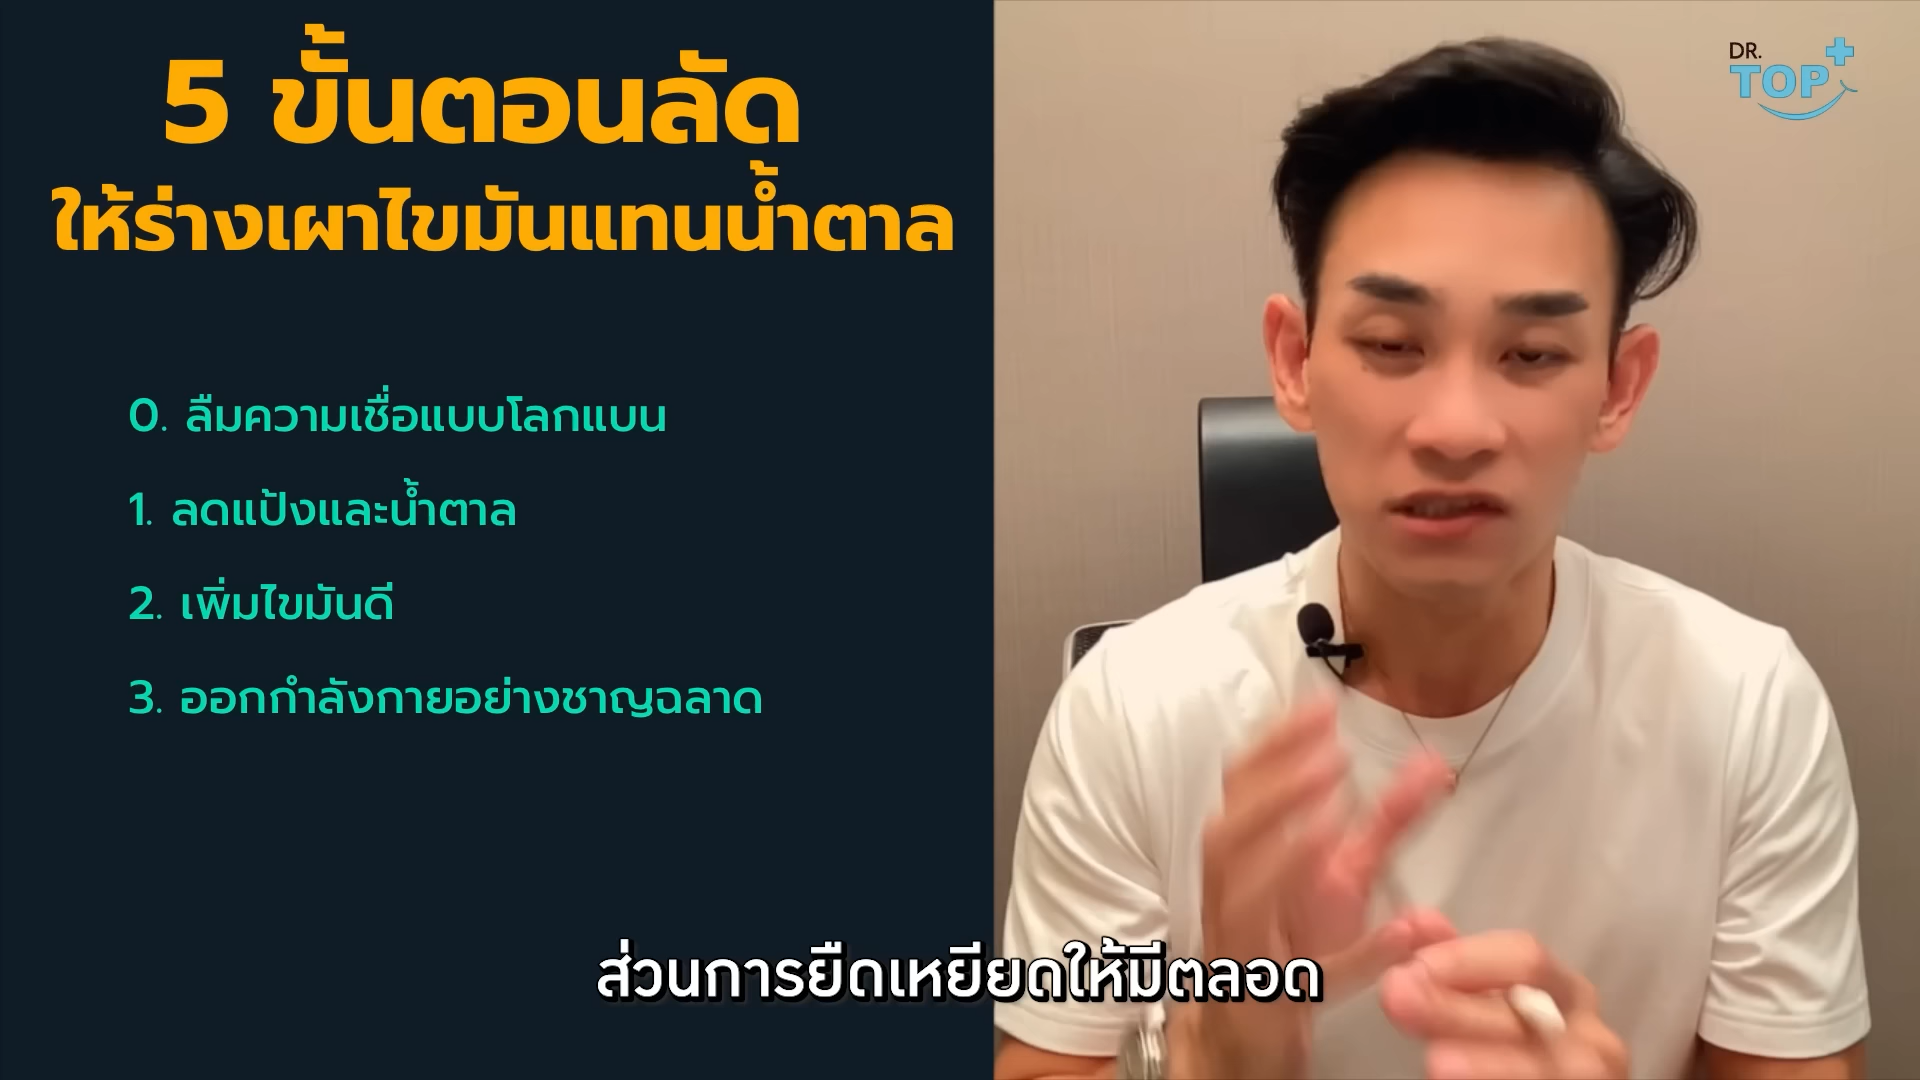 5 ขั้นตอนลัด
ให้ร่างเผาไขมันแทนน้ำตาล
DR.
TOP
0. ลืมความเชื่อแบบโลกแบน
1. ลดแป้งและน้ำตาล
2. เพิ่มไขมันดี
3. ออกกำลังกายอย่างชาญฉลาด
ส่วนการยืดเหยียดให้มีตลอด